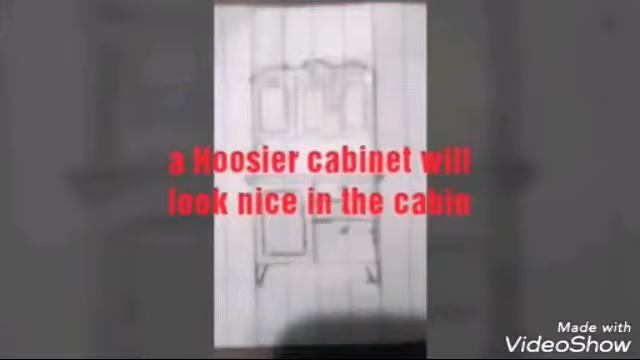 a Hoosier cabinet will
look nice in the cabin
Made with
VideoShow